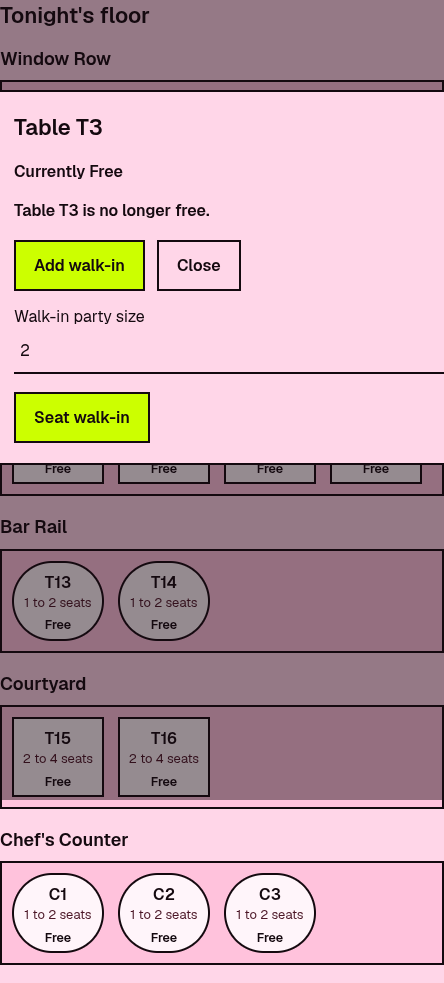 Tonight's floor
Window Row
Table T3
Currently Free
Table T3 is no longer free.
Add walk-in Close
Walk-in party size
2
Seat walk-in
Free Free Free Free
Bar Rail
T13 T14
1 to 2 seats 1 to 2 seats
Free Free
Courtyard
T15 T16
2 to 4 seats 2 to 4 seats
Free Free
Chef's Counter
C1 C2 C3
1 to 2 seats 1 to 2 seats 1 to 2 seats
Free Free Free